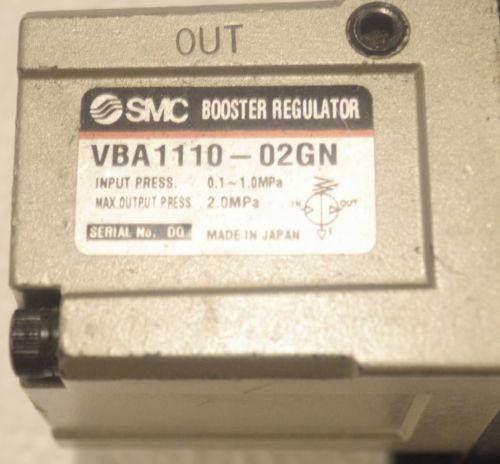 OUT
SMC BOOSTER REGULATOR
VBA1110-02GN
INPUT PRESS. 0.1~1.0MPa
MAX.OUTPUT PRESS 2.0MPa
IN OUT
E
SERIAL No. DQ MADE IN JAPAN